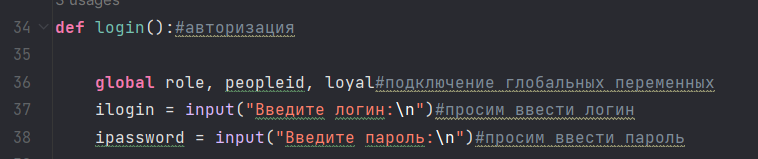 3 usages
34 def login():#авторизация
35
36 global role, peopleid, loyal#подключение глобальных переменных
37 ilogin = input("Введите логин:\n")#просим ввести логин
38 ipassword = input("Введите пароль:\n")#просим ввести пароль